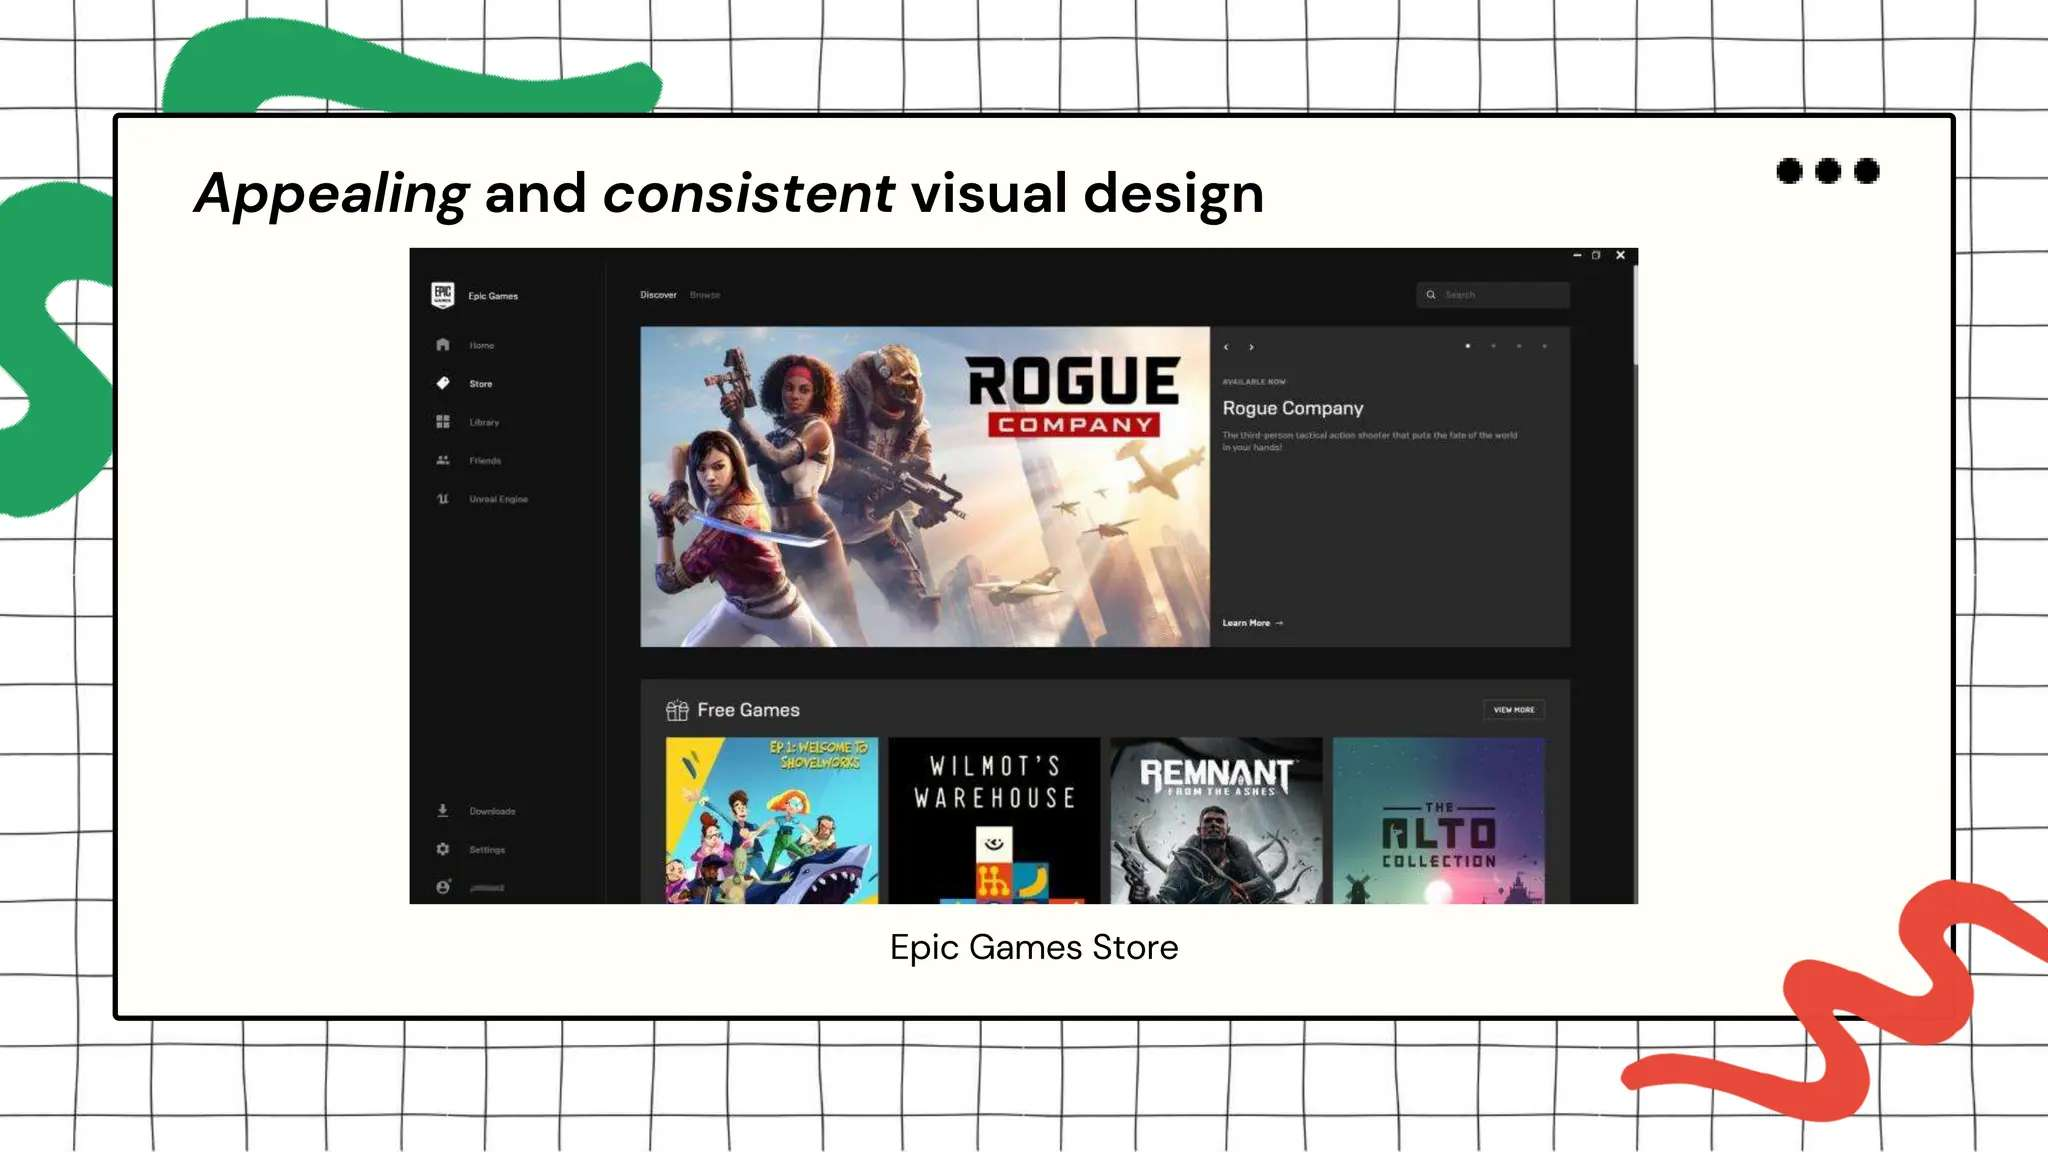 Appealing and consistent visual design
EPIC
GAMES
Epic Games
Discover Browse
Search
Home
Store
Library
Friends
Unreal Engine
ROGUE
COMPANY
AVAILABLE NOW
Rogue Company
The third-person tactical action shooter that puts the fate of the world
in your hands!
Learn More →
Free Games
VIEW MORE
EP 1: WELCOME TO
SHOVELWORKS
WILMOT'S
WAREHOUSE
REMNANT
FROM THE ASHES
THE
ALTO
COLLECTION
Downloads
Settings
Epic Games Store